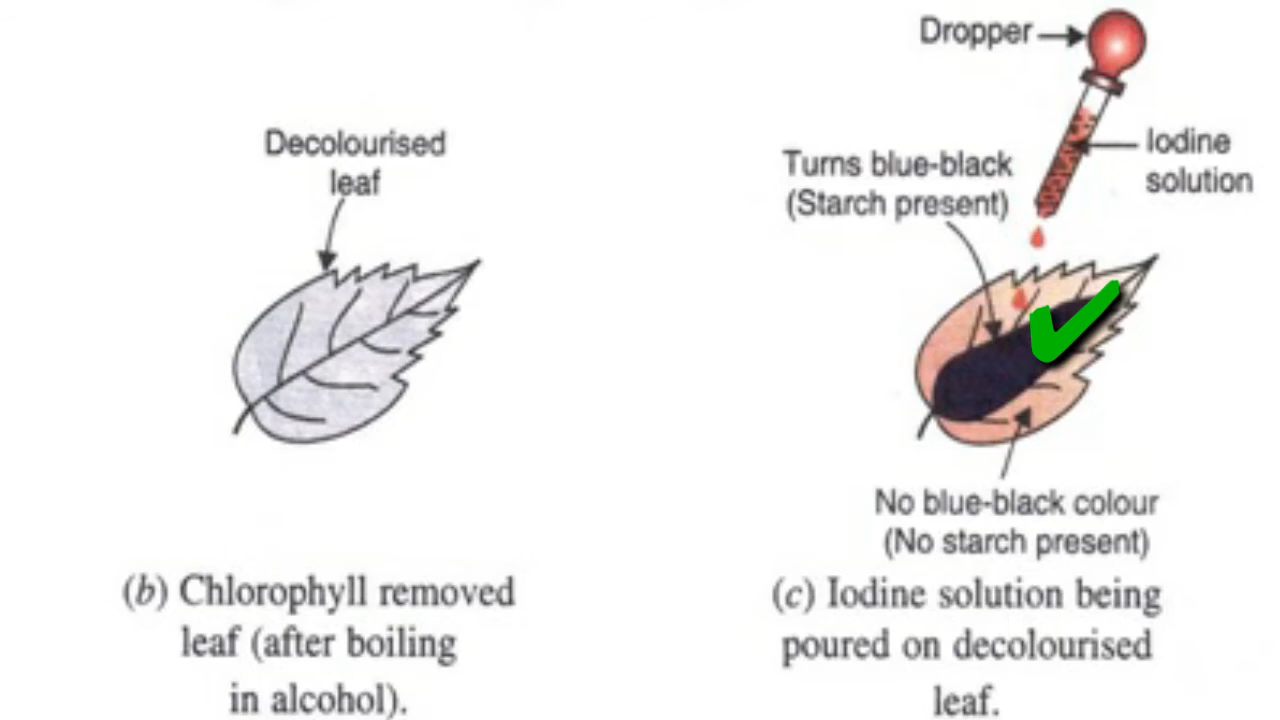 Decolourised
leaf
(b) Chlorophyll removed
leaf (after boiling
in alcohol).
Dropper
Iodine
solution
Turns blue-black
(Starch present)
No blue-black colour
(No starch present)
(c) Iodine solution being
poured on decolourised
leaf.